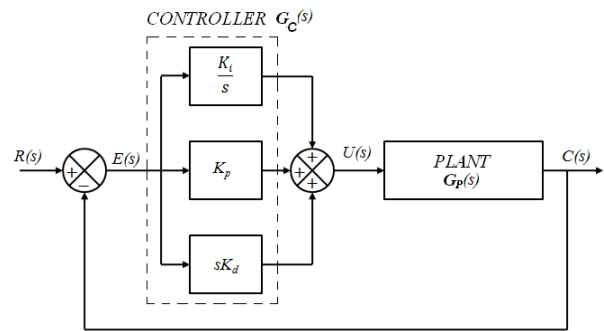 CONTROLLER G_C(s)
K_i
s
R(s)
E(s)
+
−
K_p
+
+
+
U(s)
PLANT
G_P(s)
C(s)
sK_d